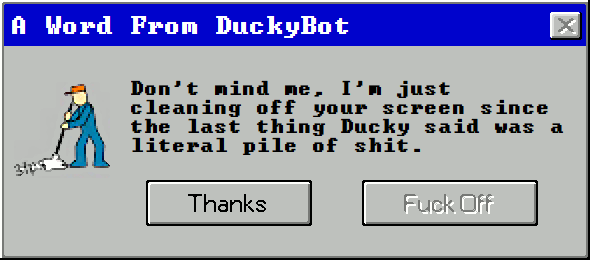 A Word From DuckyBot
Don't mind me, I'm just
cleaning off your screen since
the last thing Ducky said was a
literal pile of shit.
Thanks
Fuck Off